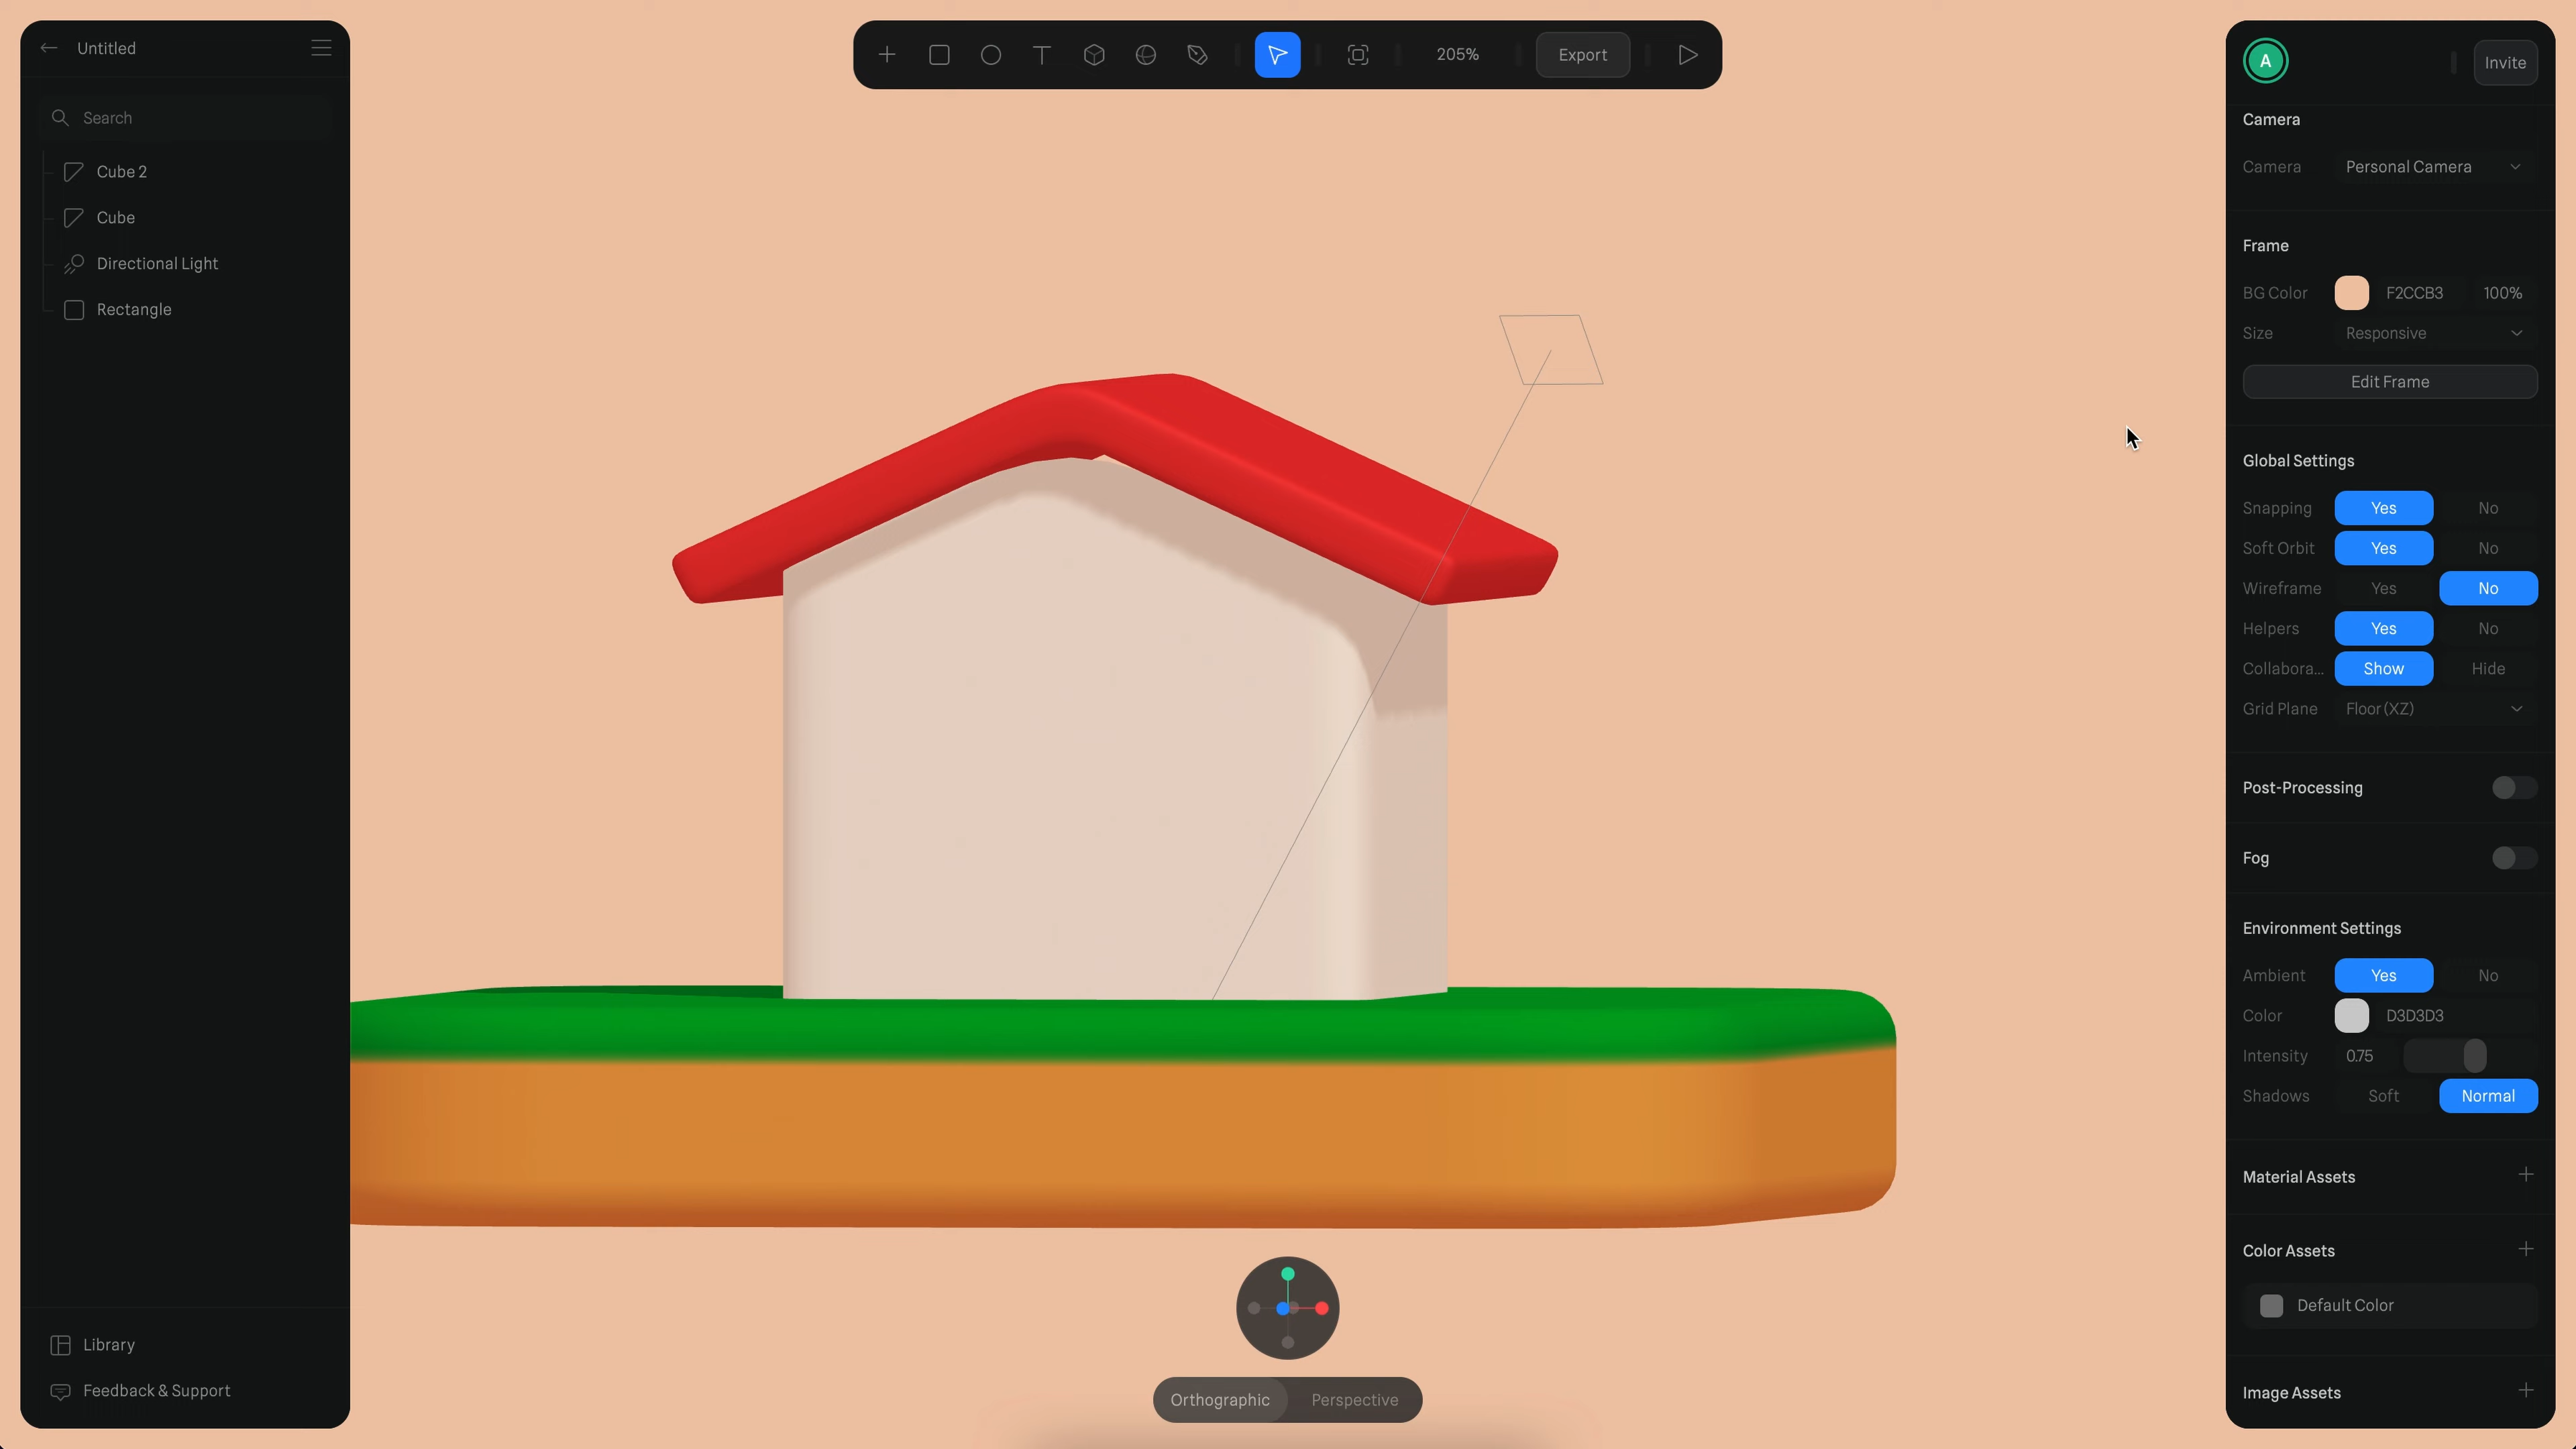 Untitled
Search
Cube 2
Cube
Directional Light
Rectangle
Library
Feedback & Support
T
205%
Export
Orthographic
Perspective
A
Invite
Camera
Camera Personal Camera
Frame
BG Color F2CCB3 100%
Size Responsive
Edit Frame
Global Settings
Snapping Yes No
Soft Orbit Yes No
Wireframe Yes No
Helpers Yes No
Collabora... Show Hide
Grid Plane Floor (XZ)
Post-Processing
Fog
Environment Settings
Ambient Yes No
Color D3D3D3
Intensity 0.75
Shadows Soft Normal
Material Assets
Color Assets
Default Color
Image Assets